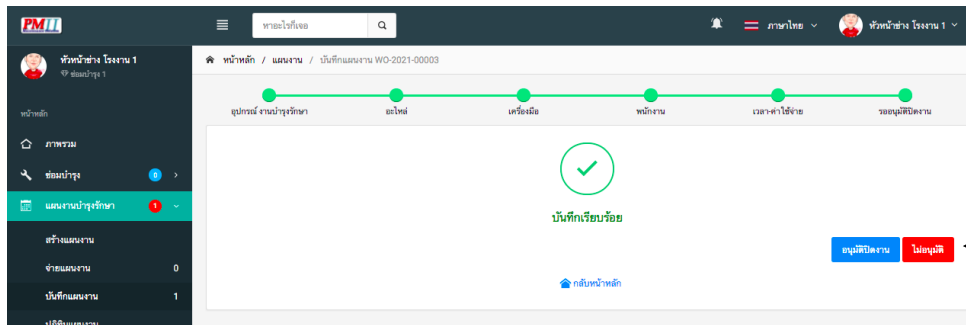 PMII
หาอะไรก็เจอ
ภาษาไทย
หัวหน้าช่าง โรงงาน 1
หัวหน้าช่าง โรงงาน 1
ซ่อมบำรุง 1
หน้าหลัก / แผนงาน / บันทึกแผนงาน WO-2021-00003
หน้าหลัก
อุปกรณ์ งานบำรุงรักษา
อะไหล่
เครื่องมือ
พนักงาน
เวลา-ค่าใช้จ่าย
รออนุมัติปิดงาน
ภาพรวม
ซ่อมบำรุง 0
แผนงานบำรุงรักษา 1
สร้างแผนงาน
จ่ายแผนงาน 0
บันทึกแผนงาน 1
ปฏิทินแผนงาน
บันทึกเรียบร้อย
อนุมัติปิดงาน
ไม่อนุมัติ
กลับหน้าหลัก